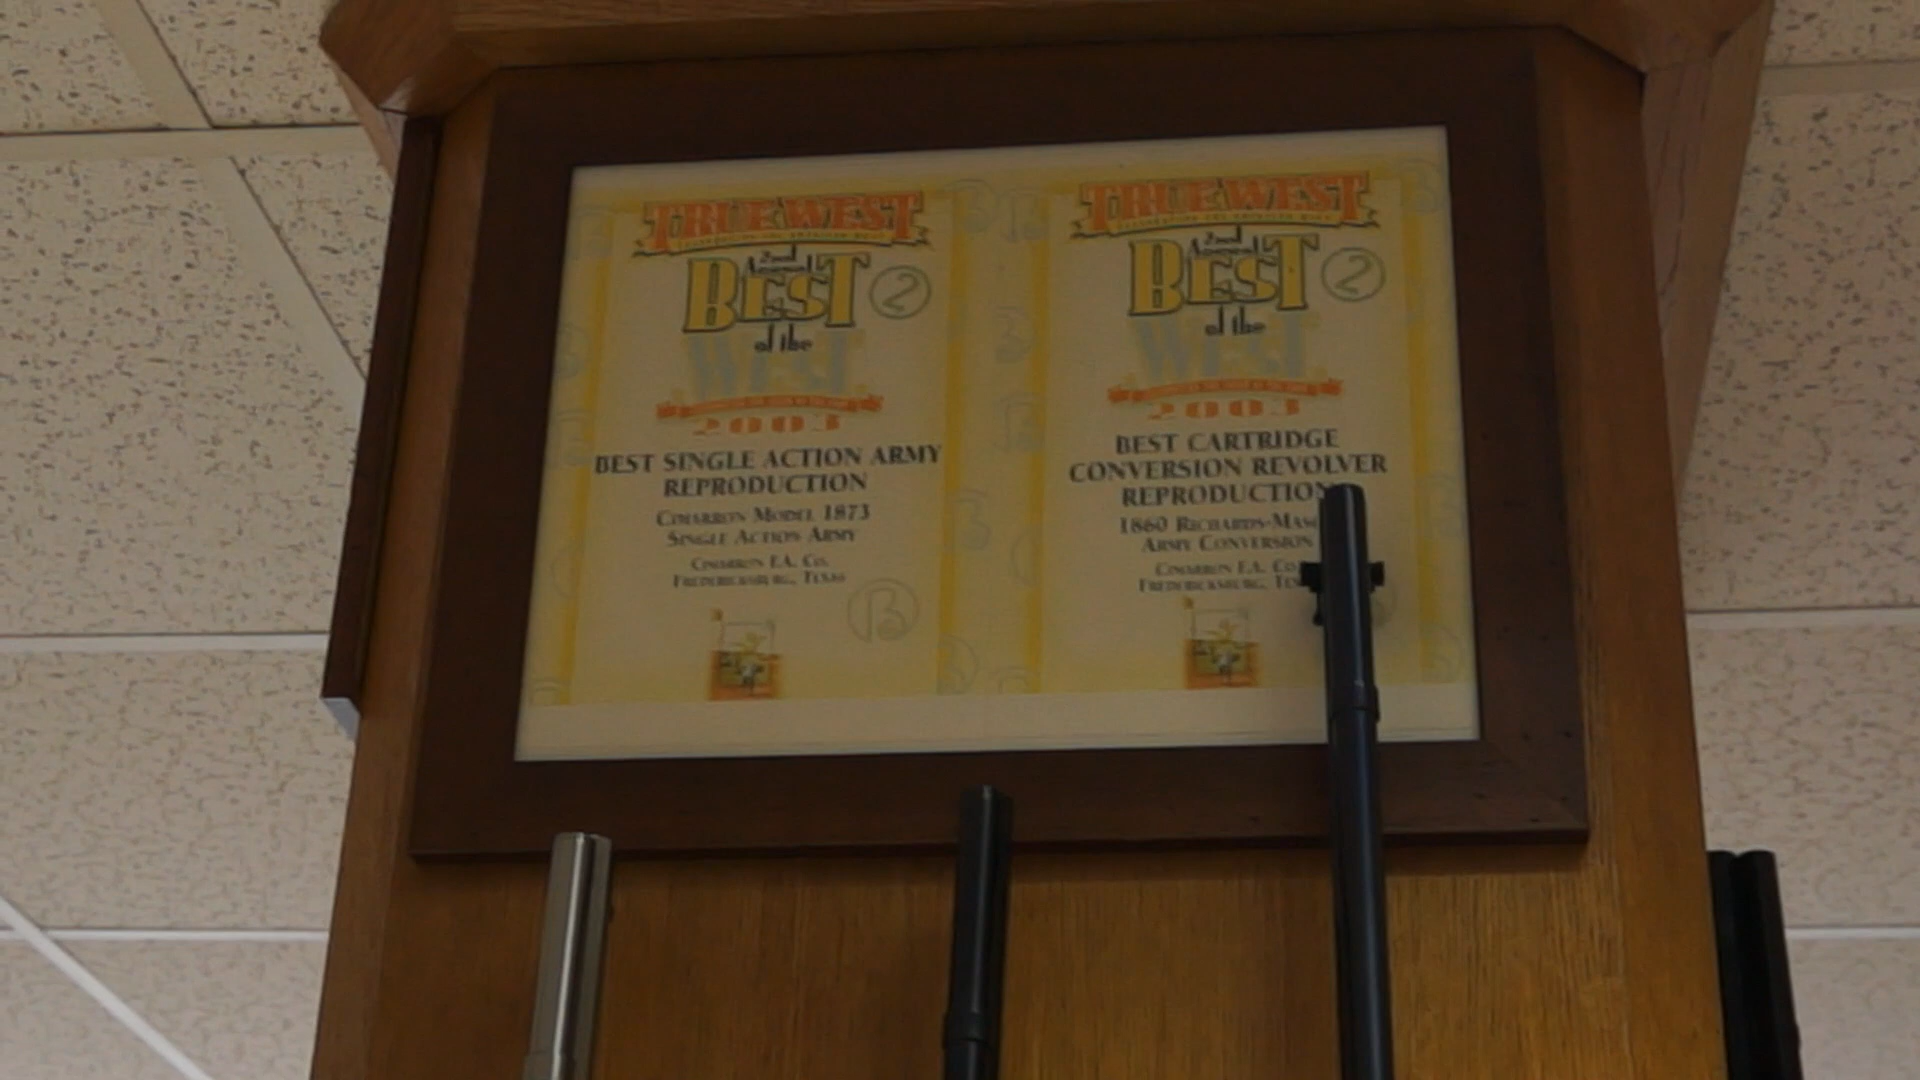 TRUE WEST
2nd
Annual
BEST
of the
WEST
2003
BEST SINGLE ACTION ARMY
REPRODUCTION
CIMARRON MODEL 1873
SINGLE ACTION ARMY
CIMARRON F.A. CO.
FREDERICKSBURG, TEXAS
TRUE WEST
2nd
Annual
BEST
of the
WEST
2003
BEST CARTRIDGE
CONVERSION REVOLVER
REPRODUCTION
1860 RICHARDS-MAS
ARMY CONVERSION
CIMARRON F.A. CO
FREDERICKSBURG, TEX